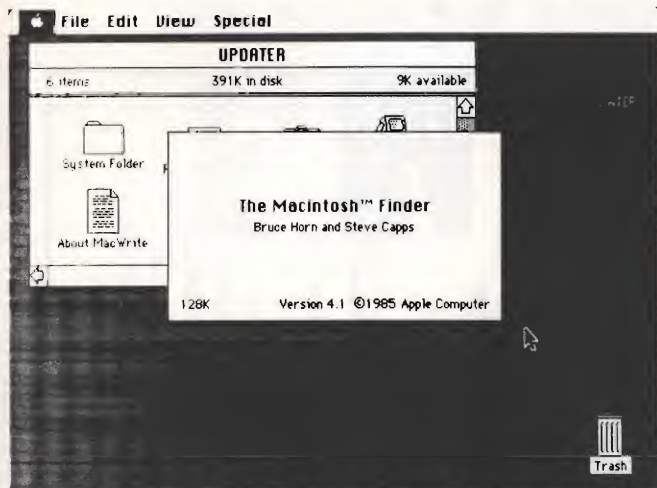 File Edit View Special
UPDATER
6 items 391K in disk 9K available
System Folder
About MacWrite
The Macintosh™ Finder
Bruce Horn and Steve Capps
128K Version 4.1 ©1985 Apple Computer
Trash